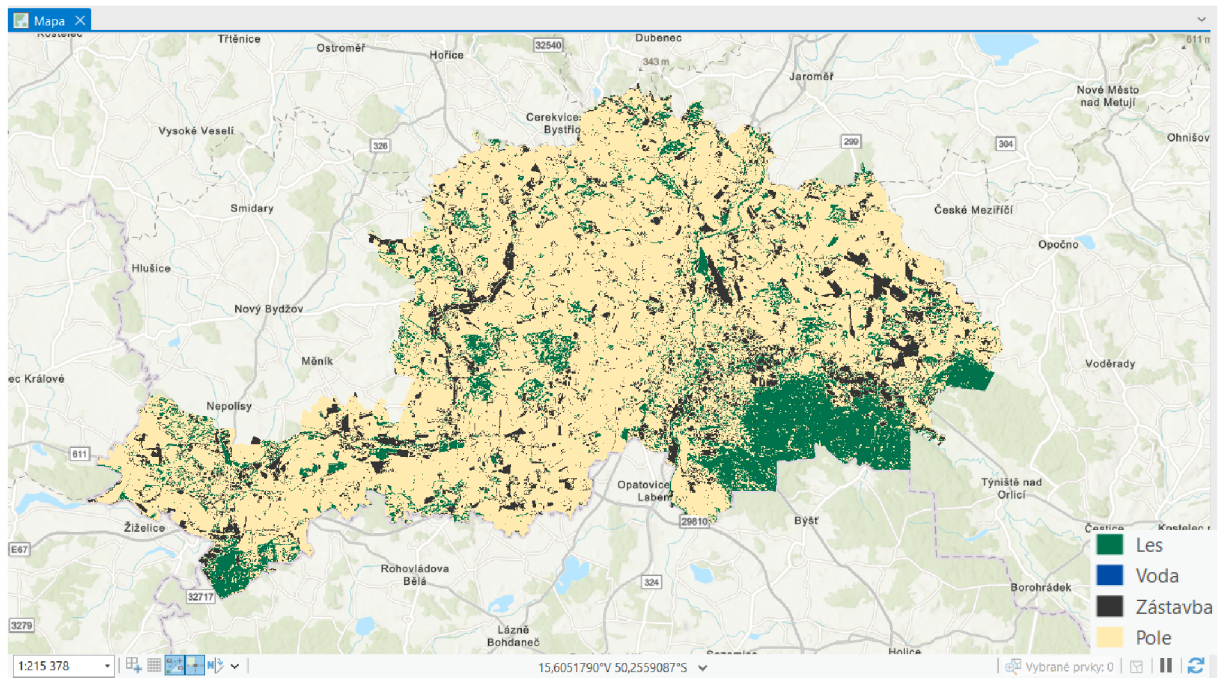 Mapa
Třtěnice
Ostroměř
Hořice
32540
Dubenec
343 m
611 m
Jaroměř
Nové Město
nad Metují
Cerekvice
Bystřic
Vysoké Veselí
326
299
304
Ohnišov
Smidary
České Meziříčí
Opočno
Hlušice
Nový Bydžov
Měník
Voděrady
ec Králové
Nepolisy
611
Opatovice
Labem
Týniště nad
Orlicí
Žiželice
29810
Býšť
Čestice
Kostelec n
E67
Rohovládova
Bělá
324
Borohrádek
32717
3279
Lázně
Bohdaneč
Holice
Les
Voda
Zástavba
Pole
1:215 378
15,6051790°V 50,2559087°S
Vybrané prvky: 0